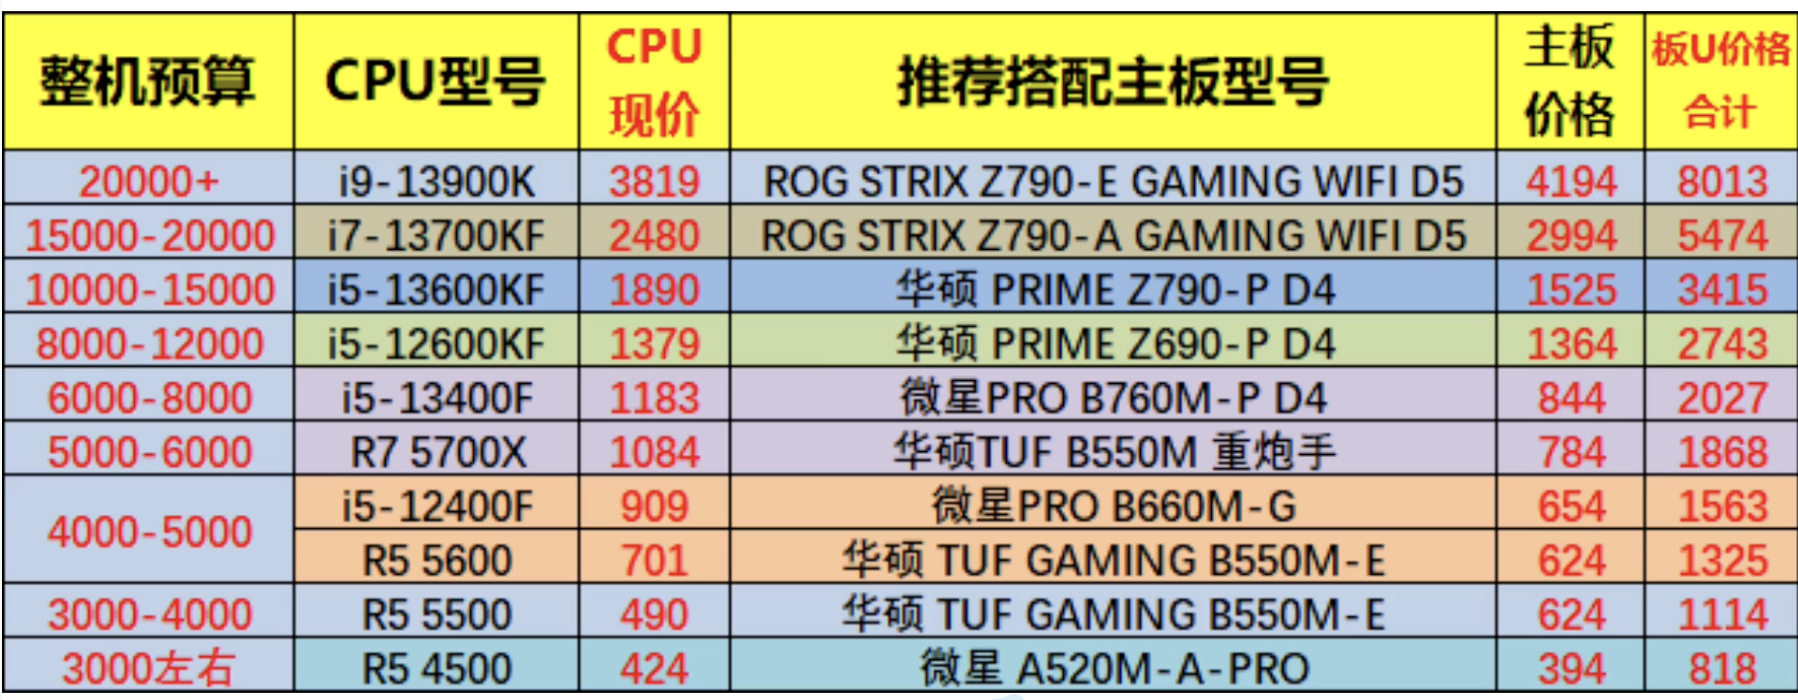 整机预算 CPU型号 CPU现价 推荐搭配主板型号 主板价格 板U价格合计
20000+ i9-13900K 3819 ROG STRIX Z790-E GAMING WIFI D5 4194 8013
15000-20000 i7-13700KF 2480 ROG STRIX Z790-A GAMING WIFI D5 2994 5474
10000-15000 i5-13600KF 1890 华硕 PRIME Z790-P D4 1525 3415
8000-12000 i5-12600KF 1379 华硕 PRIME Z690-P D4 1364 2743
6000-8000 i5-13400F 1183 微星PRO B760M-P D4 844 2027
5000-6000 R7 5700X 1084 华硕TUF B550M 重炮手 784 1868
4000-5000 i5-12400F 909 微星PRO B660M-G 654 1563
R5 5600 701 华硕 TUF GAMING B550M-E 624 1325
3000-4000 R5 5500 490 华硕 TUF GAMING B550M-E 624 1114
3000左右 R5 4500 424 微星 A520M-A-PRO 394 818